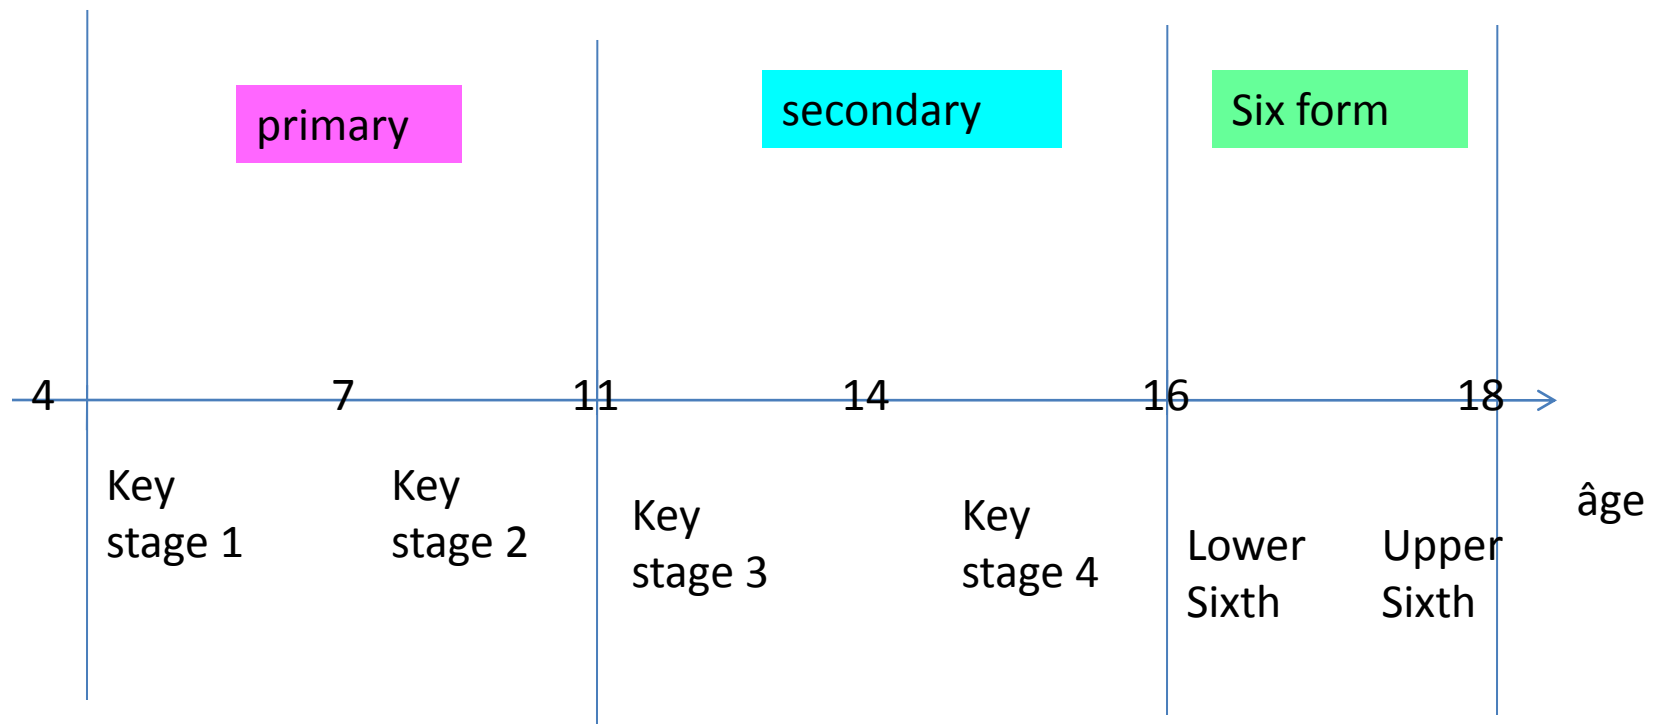 primary
secondary
Six form
4
7
11
14
16
18
Key
stage 1
Key
stage 2
Key
stage 3
Key
stage 4
Lower
Sixth
Upper
Sixth
âge